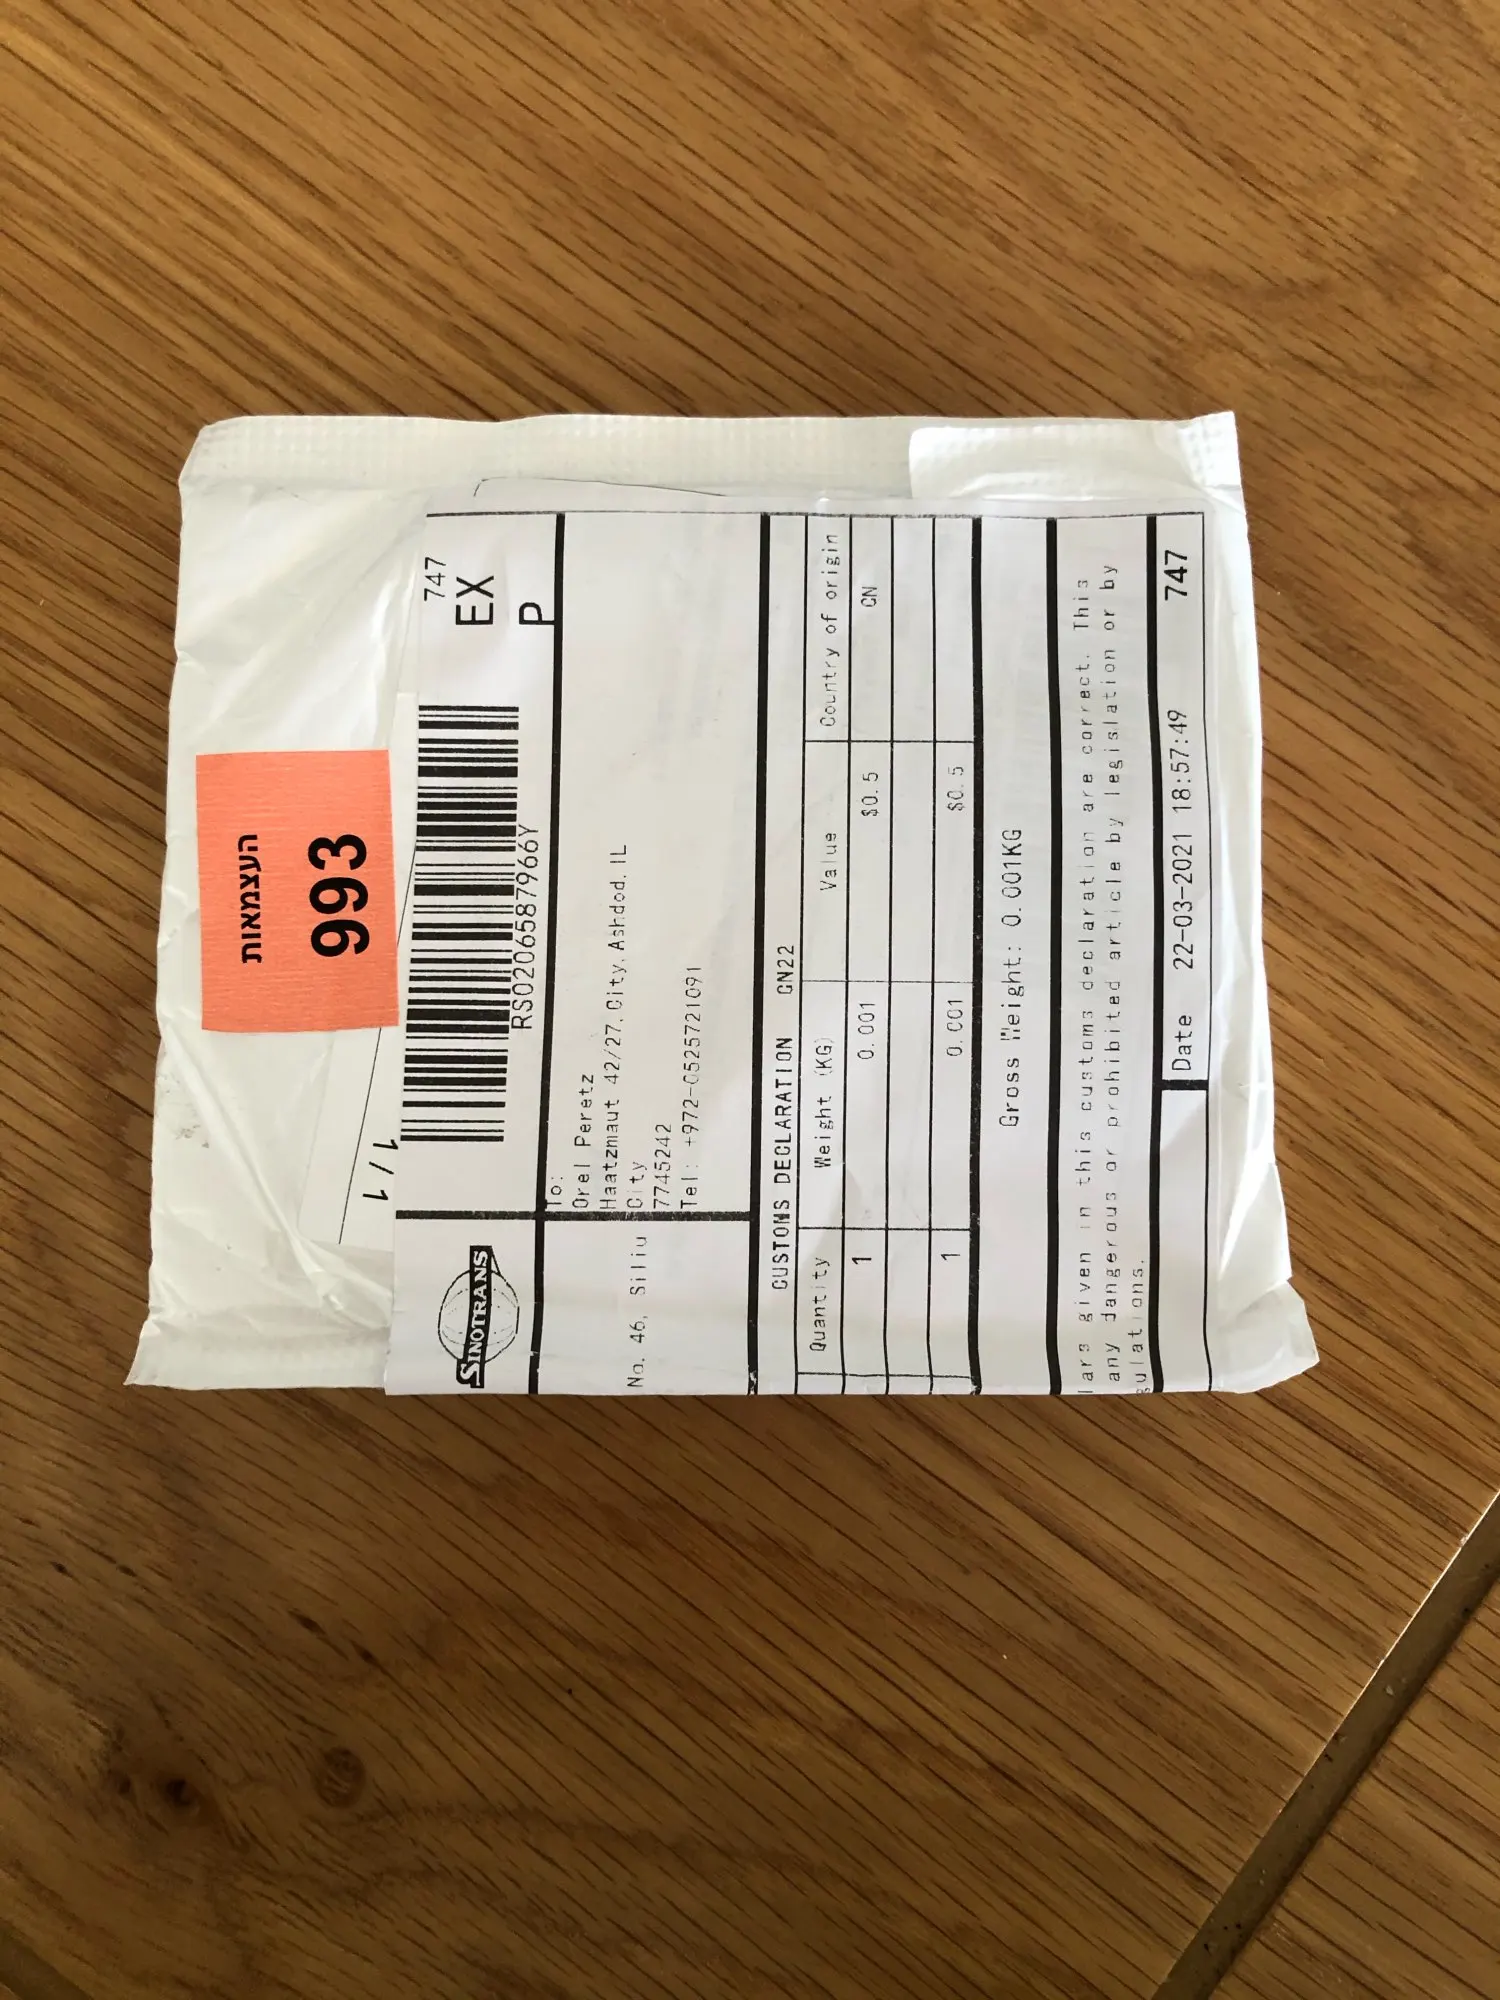 העצמאות
993
1/1
SINOTRANS
747
EX
P
RS0206587966Y
To:
Orel Peretz
Haatzmaut 42/27, City, Ashdod, IL
No. 46, Siliu City
7745242
Tel: +972-0525721091
CUSTOMS DECLARATION CN22
Quantity Weight (KG) Value Country of origin
1 0.001 $0.5 CN
1 0.001 $0.5
Gross Weight: 0.001KG
lars given in this customs declaration are correct. This
any dangerous or prohibited article by legislation or by
gulations.
Date 22-03-2021 18:57:49 747